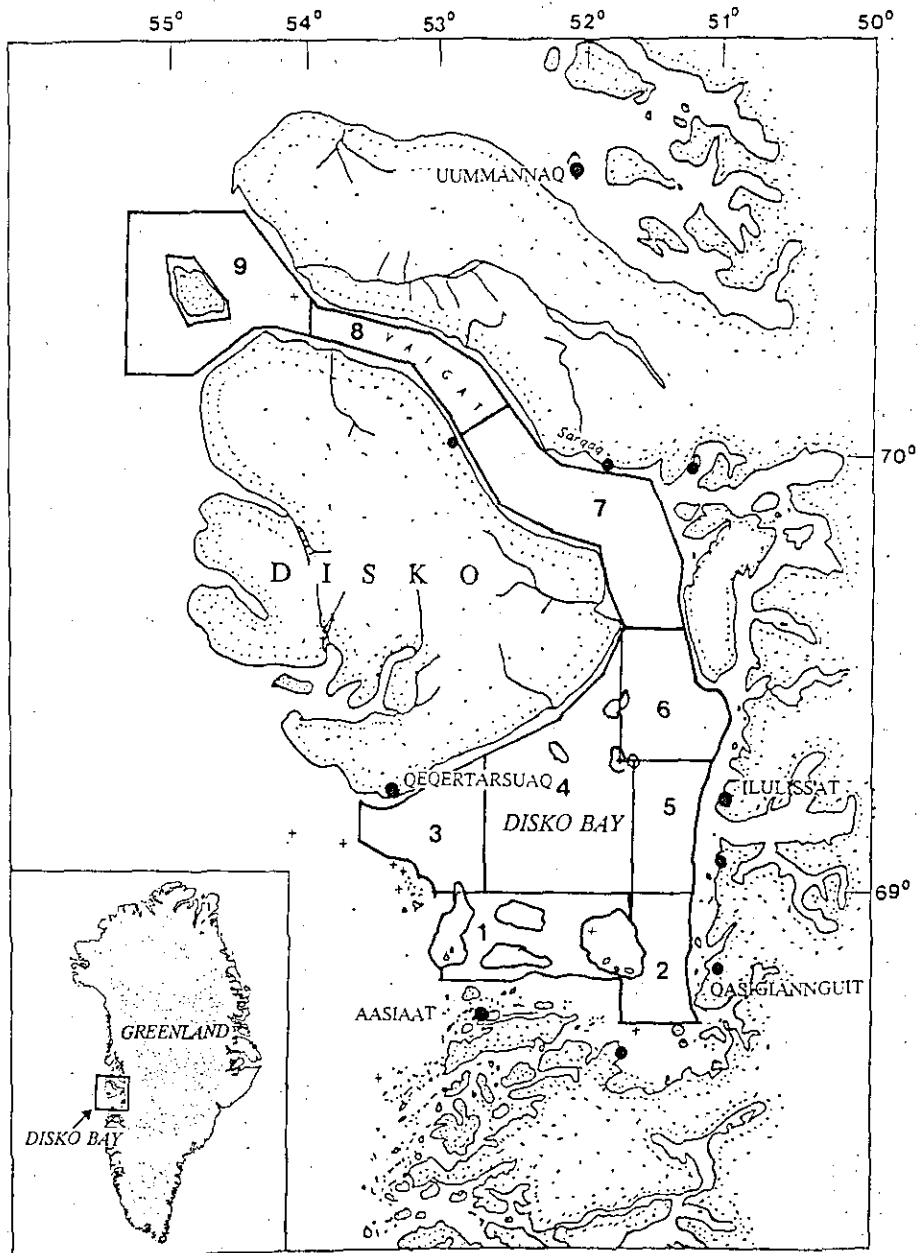 55° 54° 53° 52° 51° 50°
UUMMANNAQ
9
8
VAIGAT
Sarqaq
70°
7
DISKO
6
QEQERTARSUAQ
4
ILULISSAT
5
DISKO BAY
3
69°
1
2
QASIGIANNGUIT
AASIAAT
GREENLAND
DISKO BAY